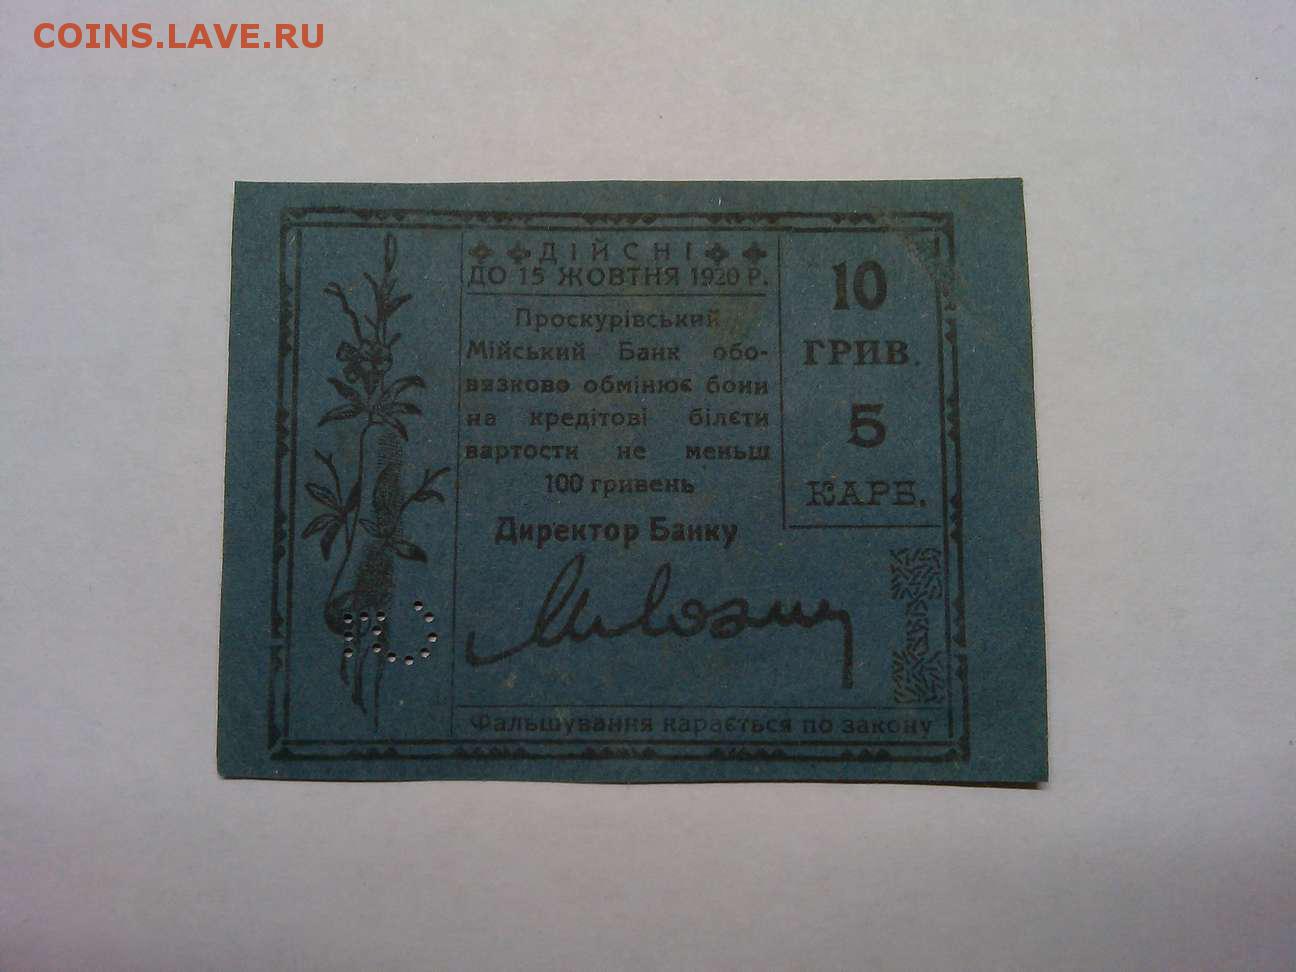 COINS.LAVE.RU
ДІЙСНІ
ДО 15 ЖОВТНЯ 1920 Р.
Проскурівський
Мійський Банк обо-
вязково обмінює бони
на кредітові білєти
вартости не меньш
100 гривень
Директор Банку
10
ГРИВ.
5
КАРБ.
Фальшування карається по закону